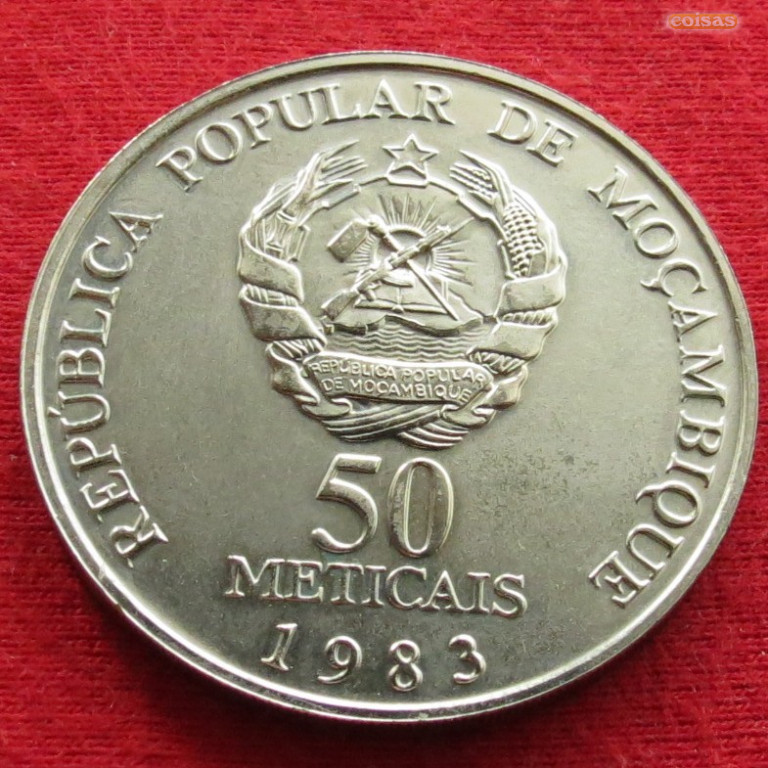 eoisas
REPÚBLICA POPULAR DE MOÇAMBIQUE
REPÚBLICA POPULAR
DE MOÇAMBIQUE
50
METICAIS
1983